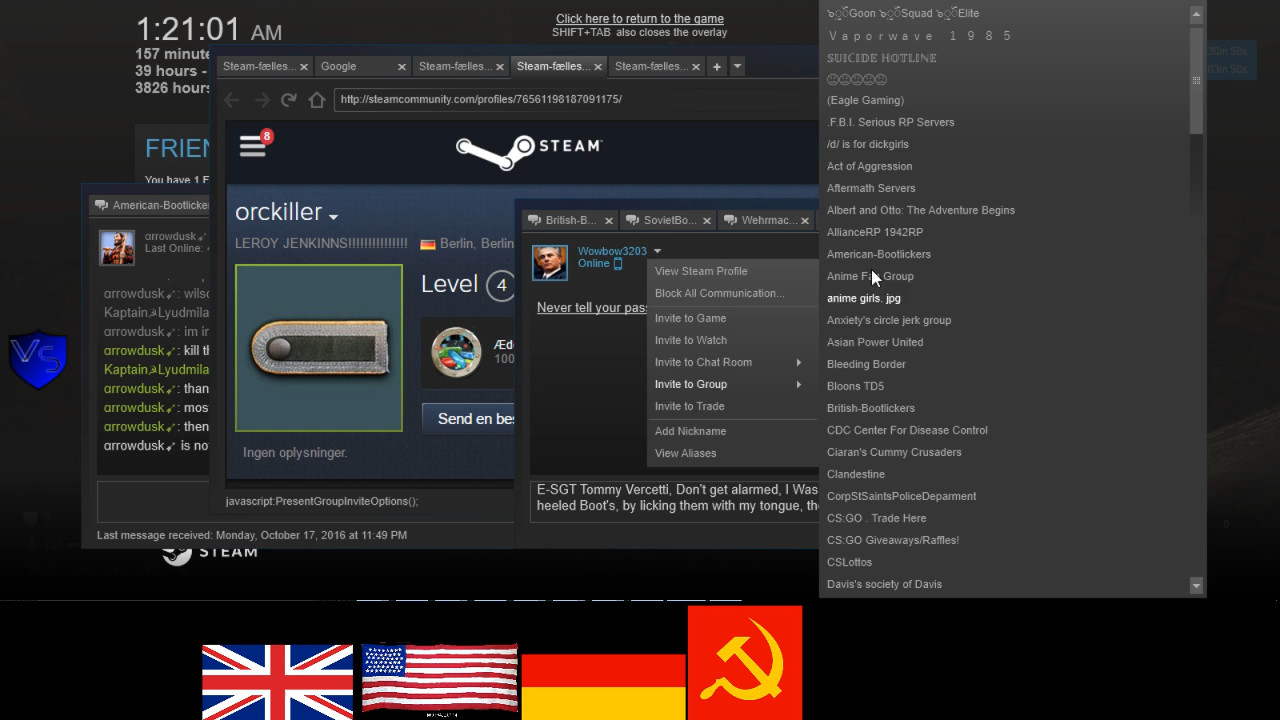 1:21:01 AM
157 minute
39 hours -
3826 hours
Click here to return to the game
SHIFT+TAB also closes the overlay
FRIEN
You have 1 F
Steam-fælles...
Google
Steam-fælles...
Steam-fælles...
Steam-fælles...
http://steamcommunity.com/profiles/76561198187091175/
8
STEAM
orckiller
LEROY JENKINNS!!!!!!!!!!!!!!!!
Berlin, Berlin
Level 4
Æd
100
Send en bes
Ingen oplysninger.
javascript:PresentGroupInviteOptions();
American-Bootlicke
arrowdusk
Last Online:
arrowdusk : wilso
Kaptain Lyudmila
arrowdusk : im ir
arrowdusk : kill th
Kaptain Lyudmila
arrowdusk : than
arrowdusk : mos
arrowdusk : then
arrowdusk is no
Last message received: Monday, October 17, 2016 at 11:49 PM
VS
STEAM
British-B...
SovietBo...
Wehrmac...
Wowbow3203
Online
Never tell your pas
View Steam Profile
Block All Communication...
Invite to Game
Invite to Watch
Invite to Chat Room
Invite to Group
Invite to Trade
Add Nickname
View Aliases
E-SGT Tommy Vercetti, Don't get alarmed, I Was
heeled Boot's, by licking them with my tongue, th
Goon Squad Elite
Vaporwave 1985
SUICIDE HOTLINE
(Eagle Gaming)
.F.B.I. Serious RP Servers
/d/ is for dickgirls
Act of Aggression
Aftermath Servers
Albert and Otto: The Adventure Begins
AllianceRP 1942RP
American-Bootlickers
Anime Group
anime girls. jpg
Anxiety's circle jerk group
Asian Power United
Bleeding Border
Bloons TD5
British-Bootlickers
CDC Center For Disease Control
Ciaran's Cummy Crusaders
Clandestine
CorpStSaintsPoliceDeparment
CS:GO . Trade Here
CS:GO Giveaways/Raffles!
CSLottos
Davis's society of Davis